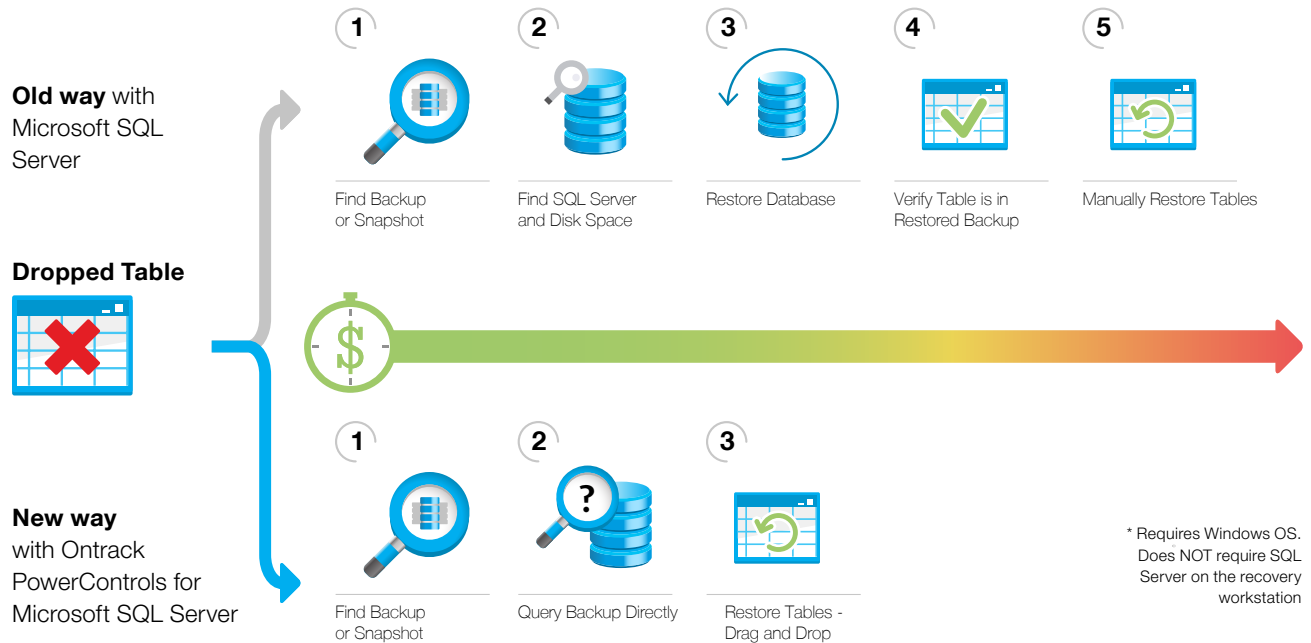 1
2
3
4
5
Old way with
Microsoft SQL
Server
Find Backup
or Snapshot
Find SQL Server
and Disk Space
Restore Database
Verify Table is in
Restored Backup
Manually Restore Tables
Dropped Table
$
1
2
3
?
New way
with Ontrack
PowerControls for
Microsoft SQL Server
Find Backup
or Snapshot
Query Backup Directly
Restore Tables -
Drag and Drop
* Requires Windows OS.
Does NOT require SQL
Server on the recovery
workstation